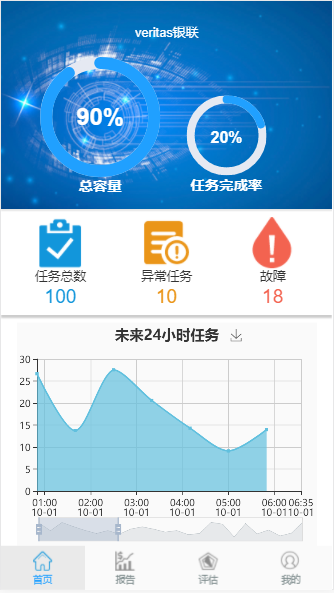 veritas银联
90%
20%
总容量
任务完成率
任务总数
异常任务
故障
100
10
18
未来24小时任务
30
25
20
15
10
5
0
01:00 02:00 03:00 04:00 05:00 06:00 06:35
10-01 10-01 10-01 10-01 10-01 10-01 10-01
首页
报告
评估
我的